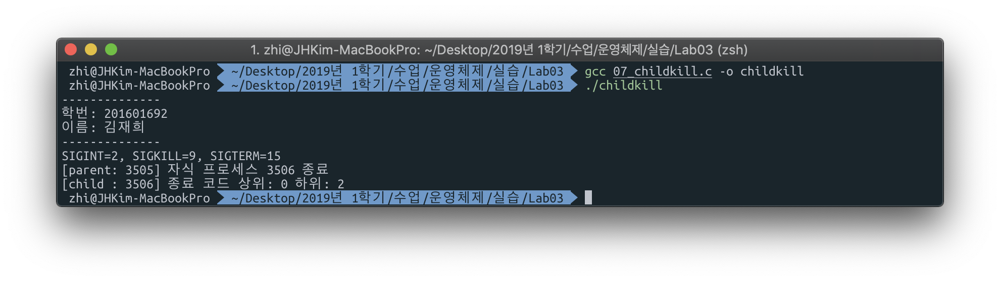 1. zhi@JHKim-MacBookPro: ~/Desktop/2019년 1학기/수업/운영체제/실습/Lab03 (zsh)
zhi@JHKim-MacBookPro ~/Desktop/2019년 1학기/수업/운영체제/실습/Lab03 gcc 07_childkill.c -o childkill
zhi@JHKim-MacBookPro ~/Desktop/2019년 1학기/수업/운영체제/실습/Lab03 ./childkill
--------------
학번: 201601692
이름: 김재희
--------------
SIGINT=2, SIGKILL=9, SIGTERM=15
[parent: 3505] 자식 프로세스 3506 종료
[child : 3506] 종료 코드 상위: 0 하위: 2
zhi@JHKim-MacBookPro ~/Desktop/2019년 1학기/수업/운영체제/실습/Lab03